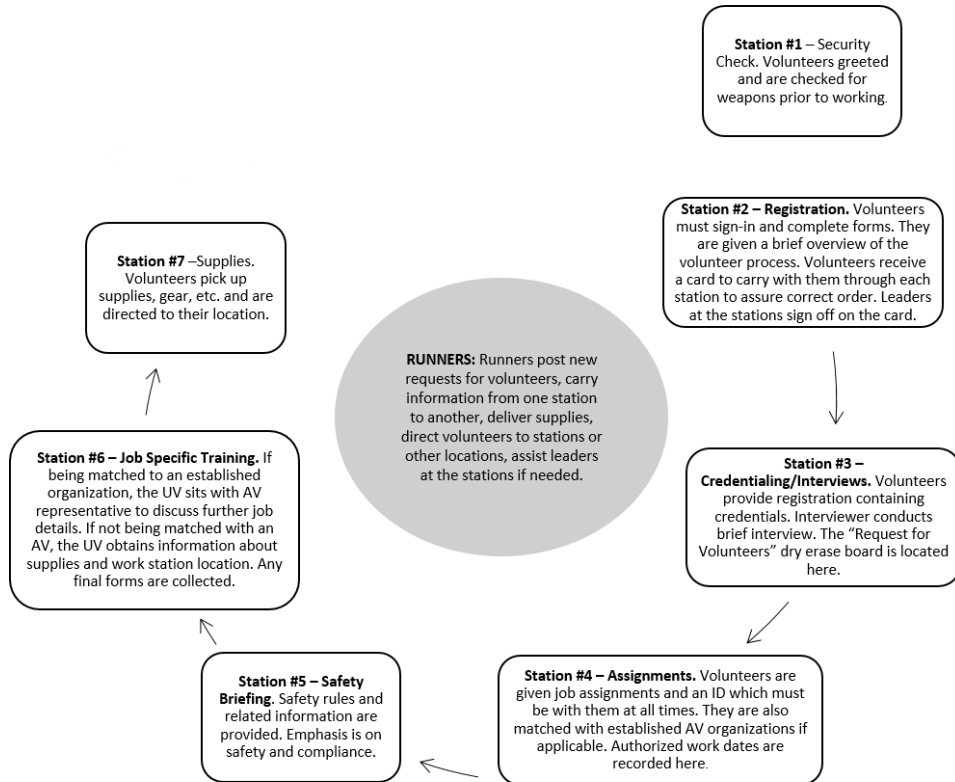 Station #1 – Security
Check. Volunteers greeted
and are checked for
weapons prior to working.
Station #2 – Registration. Volunteers
must sign-in and complete forms. They
are given a brief overview of the
volunteer process. Volunteers receive
a card to carry with them through each
station to assure correct order. Leaders
at the stations sign off on the card.
Station #3 –
Credentialing/Interviews. Volunteers
provide registration containing
credentials. Interviewer conducts
brief interview. The “Request for
Volunteers” dry erase board is located
here.
Station #4 – Assignments. Volunteers are
given job assignments and an ID which must
be with them at all times. They are also
matched with established AV organizations if
applicable. Authorized work dates are
recorded here.
Station #5 – Safety
Briefing. Safety rules and
related information are
provided. Emphasis is on
safety and compliance.
Station #6 – Job Specific Training. If
being matched to an established
organization, the UV sits with AV
representative to discuss further job
details. If not being matched with an
AV, the UV obtains information about
supplies and work station location. Any
final forms are collected.
Station #7 –Supplies.
Volunteers pick up
supplies, gear, etc. and are
directed to their location.
RUNNERS: Runners post new
requests for volunteers, carry
information from one station
to another, deliver supplies,
direct volunteers to stations or
other locations, assist leaders
at the stations if needed.